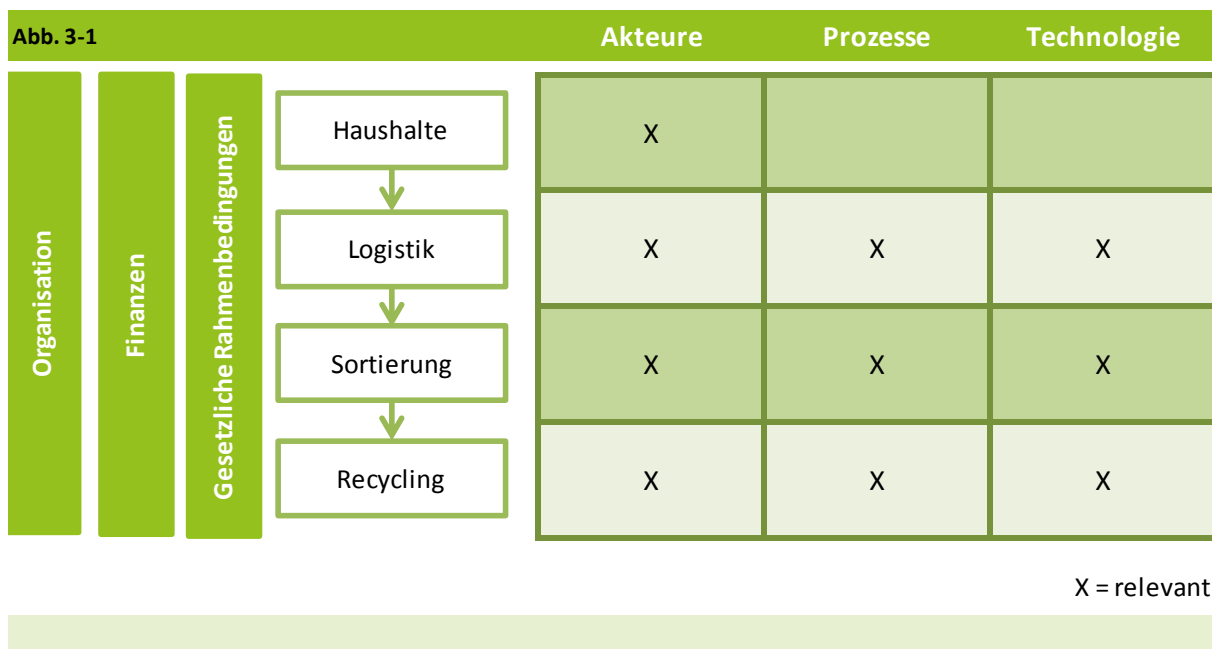 Abb. 3-1 Akteure Prozesse Technologie
Organisation
Finanzen
Gesetzliche Rahmenbedingungen
Haushalte X
Logistik X X X
Sortierung X X X
Recycling X X X
X = relevant